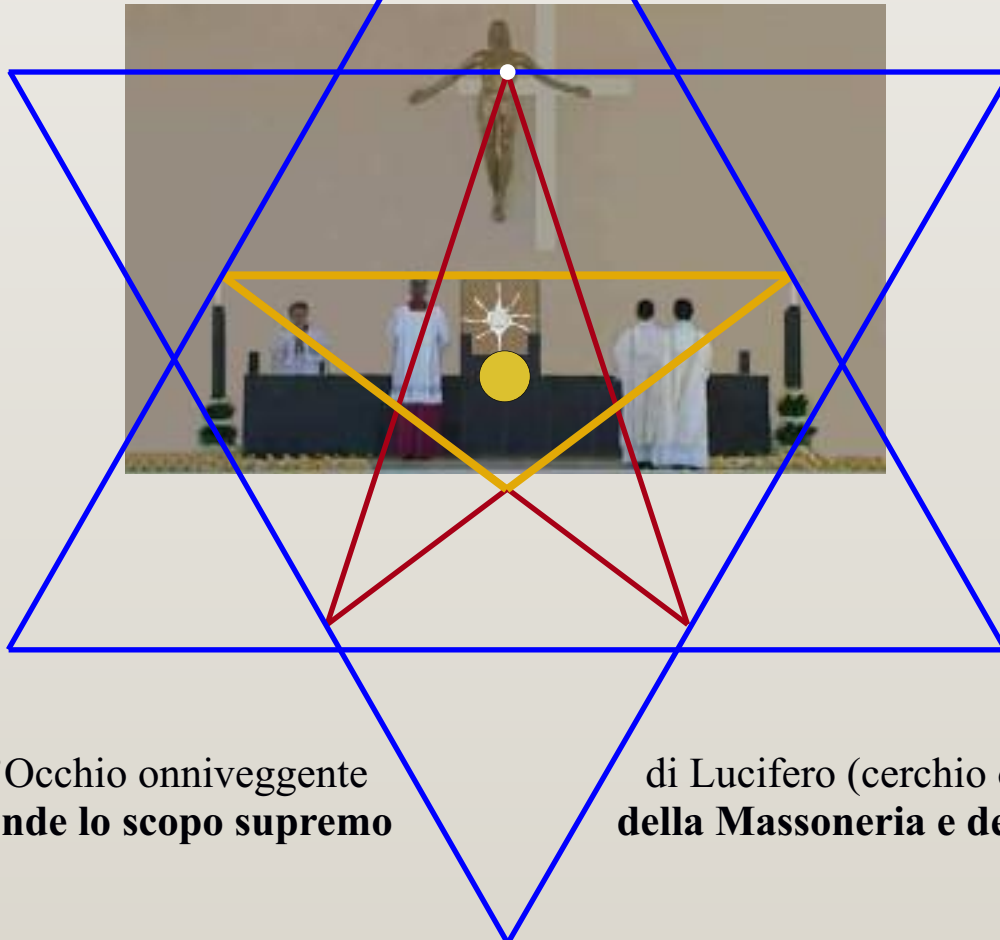 'Occhio onniveggente
nde lo scopo supremo
di Lucifero (cerchio
della Massoneria e de